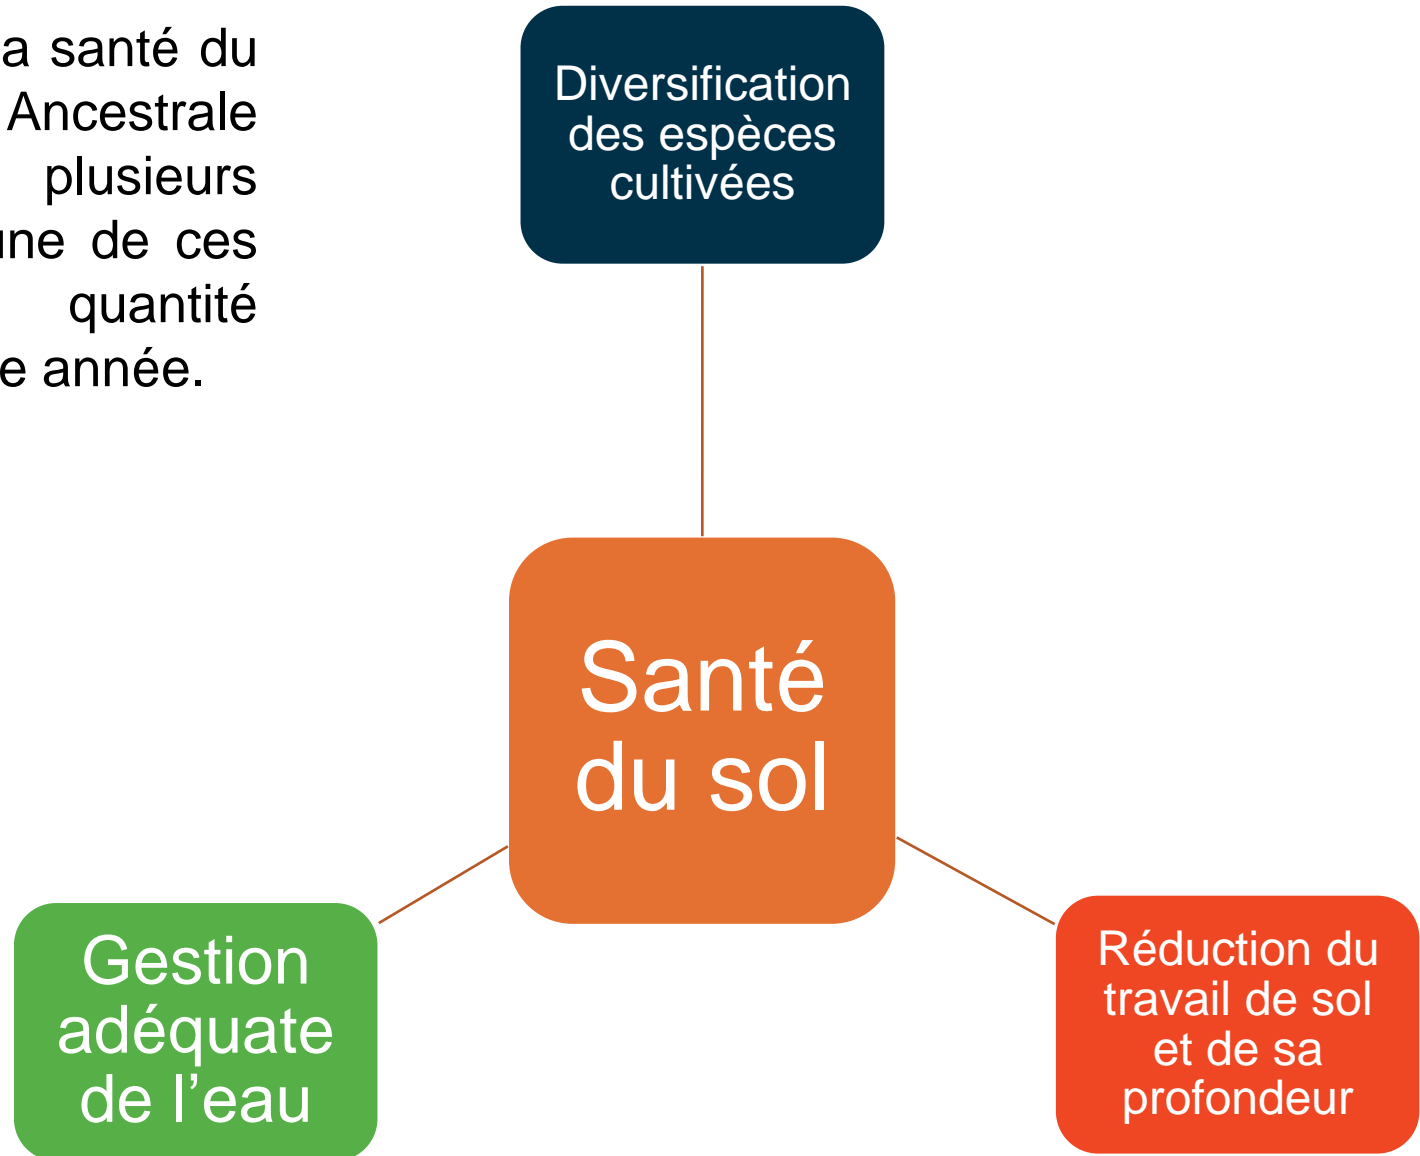 a santé du
Ancestrale
plusieurs
une de ces
quantité
e année.
Diversification
des espèces
cultivées
Santé
du sol
Gestion
adéquate
de l’eau
Réduction du
travail de sol
et de sa
profondeur